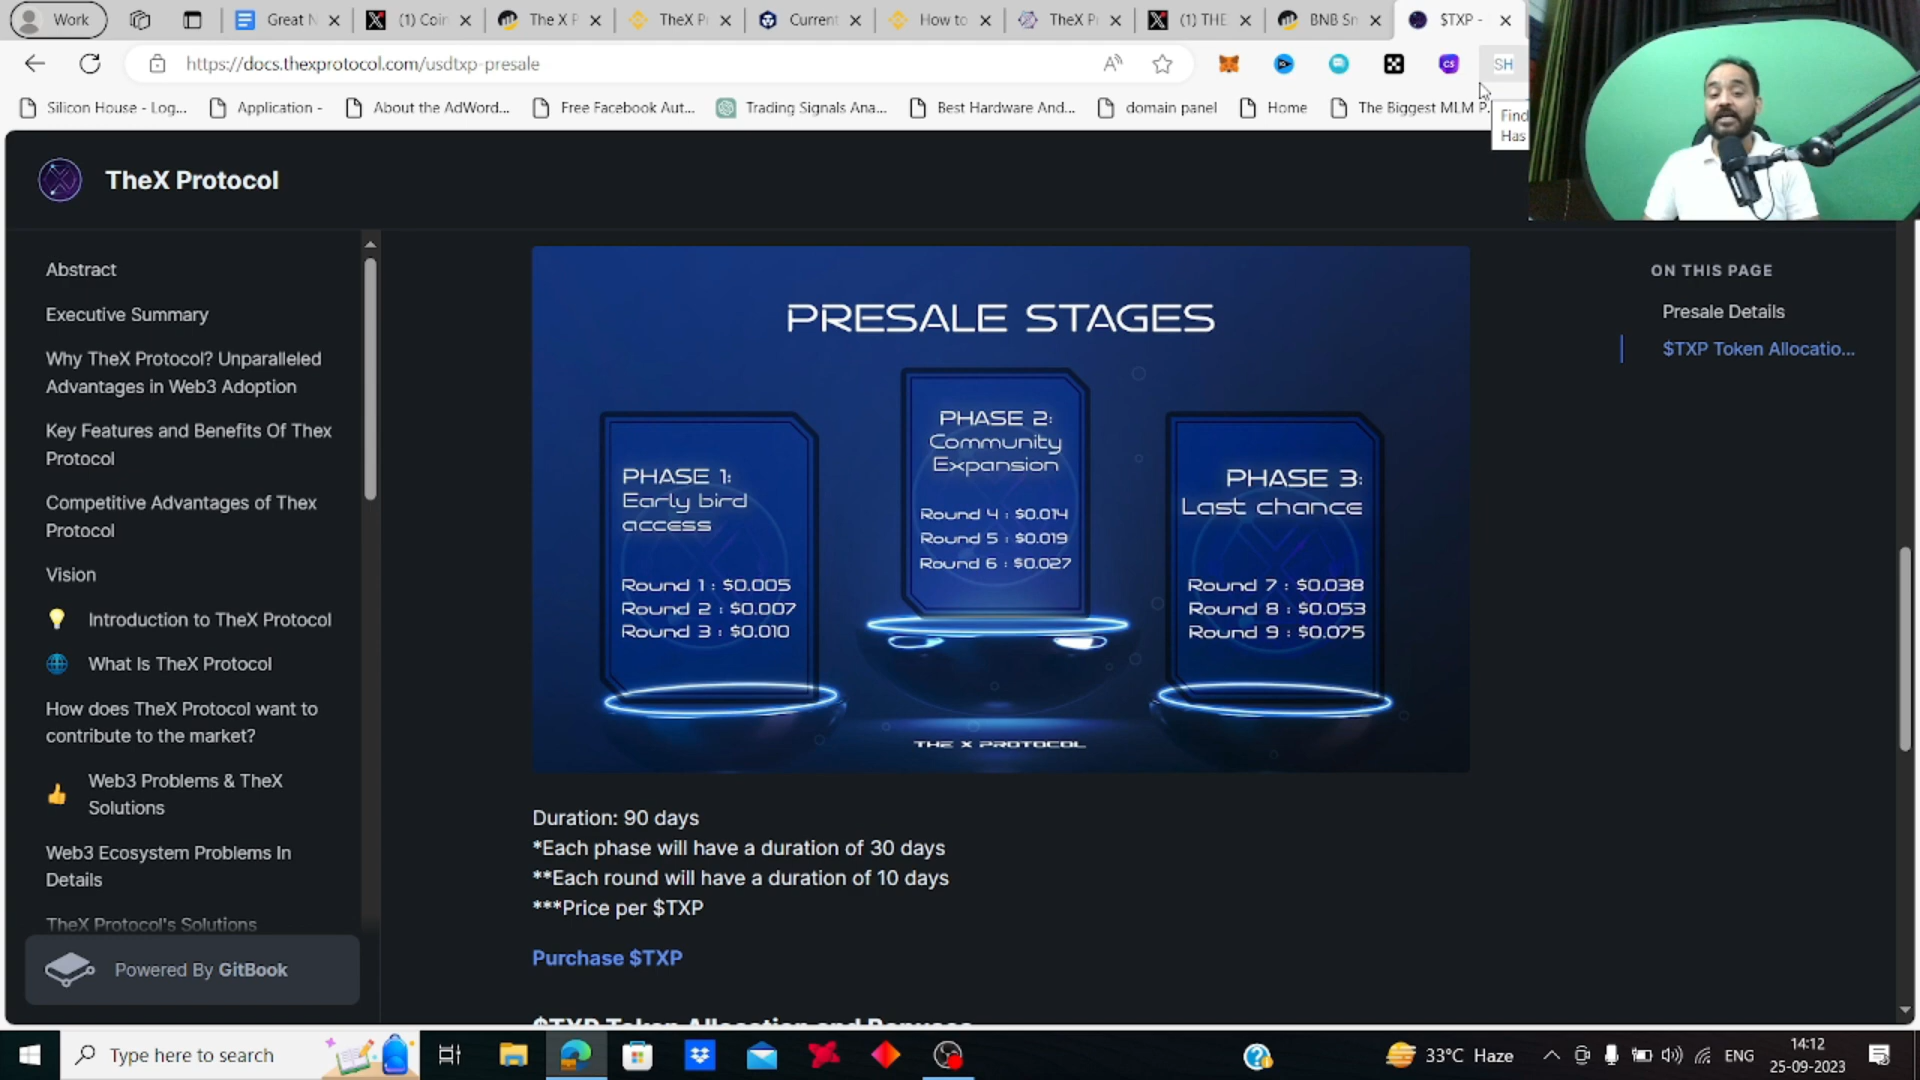 Work
Great N
(1) Coin
The X P
TheX P
Current
How to
TheX P
(1) THE
BNB Sn
$TXP -
https://docs.thexprotocol.com/usdtxp-presale
SH
Silicon House - Log...
Application -
About the AdWord...
Free Facebook Aut...
Trading Signals Ana...
Best Hardware And...
domain panel
Home
The Biggest MLM P...
Find
Has
TheX Protocol
Abstract
Executive Summary
Why TheX Protocol? Unparalleled
Advantages in Web3 Adoption
Key Features and Benefits Of Thex
Protocol
Competitive Advantages of Thex
Protocol
Vision
Introduction to TheX Protocol
What Is TheX Protocol
How does TheX Protocol want to
contribute to the market?
Web3 Problems & TheX
Solutions
Web3 Ecosystem Problems In
Details
TheX Protocol's Solutions
Powered By GitBook
PRESALE STAGES
PHASE 1:
Early bird
access
Round 1 : $0.005
Round 2 : $0.007
Round 3 : $0.010
PHASE 2:
Community
Expansion
Round 4 : $0.014
Round 5 : $0.019
Round 6 : $0.027
PHASE 3:
Last chance
Round 7 : $0.038
Round 8 : $0.053
Round 9 : $0.075
THE X PROTOCOL
Duration: 90 days
*Each phase will have a duration of 30 days
**Each round will have a duration of 10 days
***Price per $TXP
Purchase $TXP
$TXP Token Allocation and Bonuses
ON THIS PAGE
Presale Details
$TXP Token Allocatio...
Type here to search
33°C Haze
ENG
14:12
25-09-2023